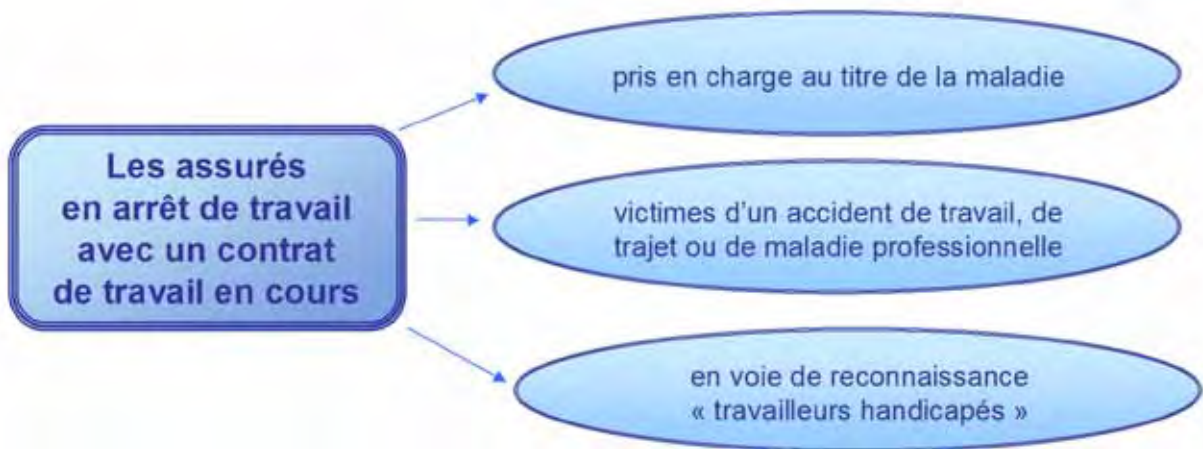 Les assurés
en arrêt de travail
avec un contrat
de travail en cours
pris en charge au titre de la maladie
victimes d'un accident de travail, de
trajet ou de maladie professionnelle
en voie de reconnaissance
« travailleurs handicapés »